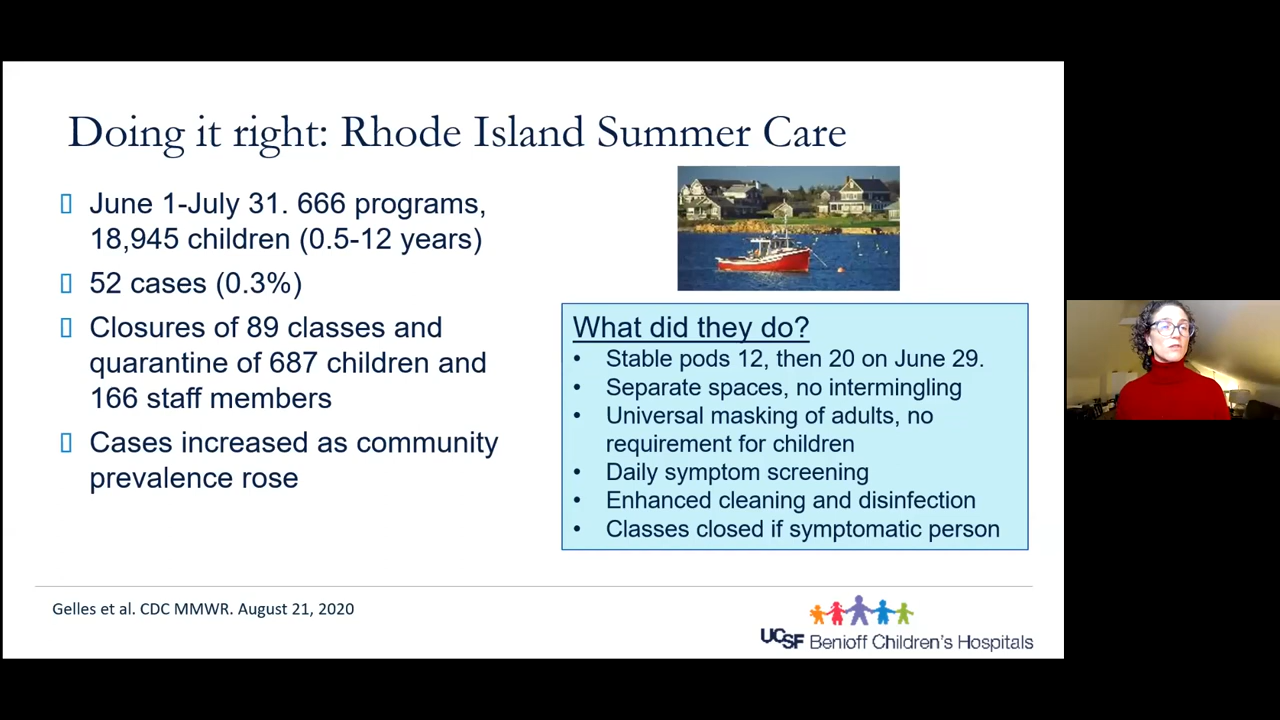 Doing it right: Rhode Island Summer Care
June 1-July 31. 666 programs,
18,945 children (0.5-12 years)
52 cases (0.3%)
Closures of 89 classes and
quarantine of 687 children and
166 staff members
Cases increased as community
prevalence rose
What did they do?
• Stable pods 12, then 20 on June 29.
• Separate spaces, no intermingling
• Universal masking of adults, no
requirement for children
• Daily symptom screening
• Enhanced cleaning and disinfection
• Classes closed if symptomatic person
Gelles et al. CDC MMWR. August 21, 2020
UCSF Benioff Children's Hospitals